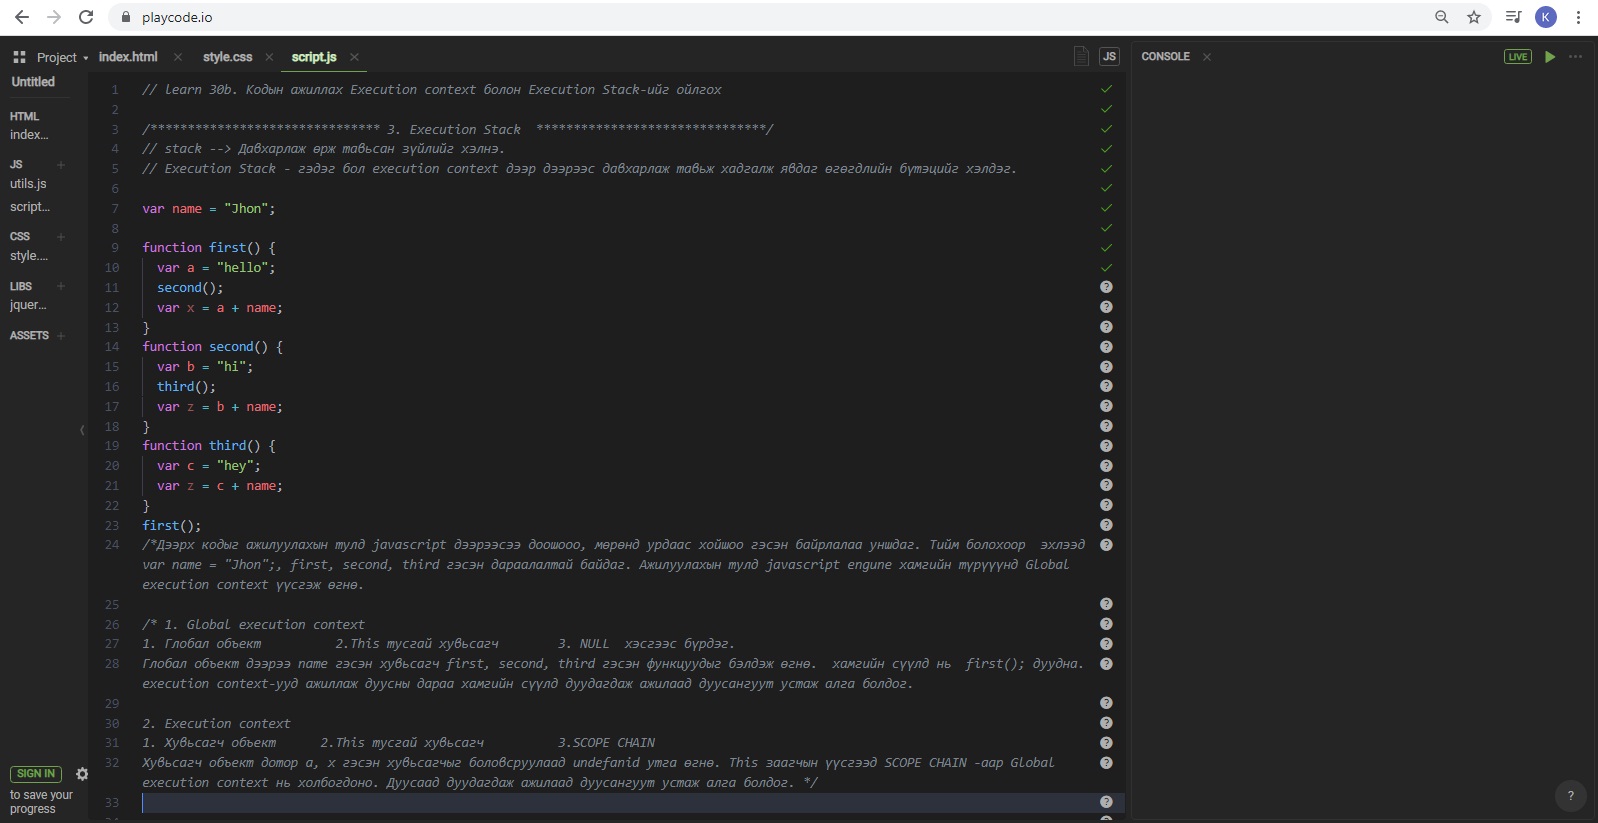 playcode.io
K
Project
index.html
style.css
script.js
JS
CONSOLE
LIVE
Untitled
HTML
index...
JS
utils.js
script...
CSS
style....
LIBS
jquer...
ASSETS
SIGN IN
to save your
progress
1 // learn 30b. Кодын ажиллах Execution context болон Execution Stack-ийг ойлгох
2
3 /******************************* 3. Execution Stack *******************************/
4 // stack --> Давхарлаж өрж тавьсан зүйлийг хэлнэ.
5 // Execution Stack - гэдэг бол execution context дээр дээрээс давхарлаж тавьж хадгалж явдаг өгөгдлийн бүтэцийг хэлдэг.
6
7 var name = "Jhon";
8
9 function first() {
10 var a = "hello";
11 second();
12 var x = a + name;
13 }
14 function second() {
15 var b = "hi";
16 third();
17 var z = b + name;
18 }
19 function third() {
20 var c = "hey";
21 var z = c + name;
22 }
23 first();
24 /*Дээрх кодыг ажилуулахын тулд javascript дээрээсээ доошооо, мөрөнд урдаас хойшоо гэсэн байрлалаа уншдаг. Тийм болохоор эхлээд
var name = "Jhon";, first, second, third гэсэн дараалалмай байдаг. Ажилуулахын тулд javascript engune хамгийн түрүүүнд Global
execution context үүсгэж өгнө.
25
26 /* 1. Global execution context
27 1. Глобал объект 2.This тусгай хувьсагч 3. NULL хэсгээс бүрдэг.
28 Глобал объект дээрээ name гэсэн хувьсагч first, second, third гэсэн функцуудыг бэлдэж өгнө. хамгийн сүүлд нь first(); дуудна.
execution context-ууд ажиллаж дуусны дараа хамгийн сүүлд дуудагдаж ажилаад дуусангуут устаж алга болдог.
29
30 2. Execution context
31 1. Хувьсагч объект 2.This тусгай хувьсагч 3.SCOPE CHAIN
32 Хувьсагч объект дотор a, x гэсэн хувьсагчыг боловсруулаад undefanid утга өгнө. This заагчын үүсгээд SCOPE CHAIN -аар Global
execution context нь холбогдоно. Дуусаад дуудагдаж ажилаад дуусангуут устаж алга болдог. */
33